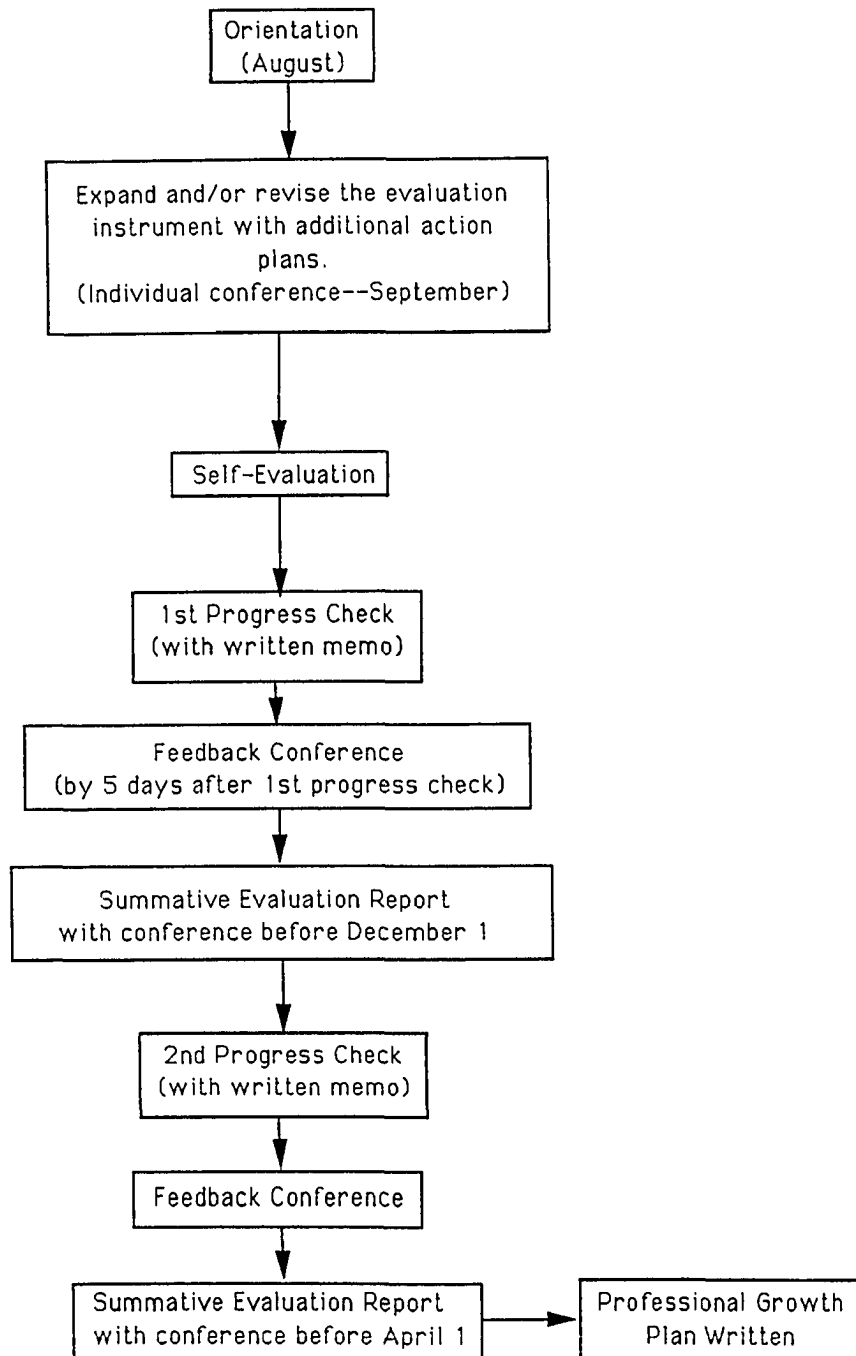 Orientation
(August)
Expand and/or revise the evaluation
instrument with additional action
plans.
(Individual conference--September)
Self-Evaluation
1st Progress Check
(with written memo)
Feedback Conference
(by 5 days after 1st progress check)
Summative Evaluation Report
with conference before December 1
2nd Progress Check
(with written memo)
Feedback Conference
Summative Evaluation Report
with conference before April 1
Professional Growth
Plan Written